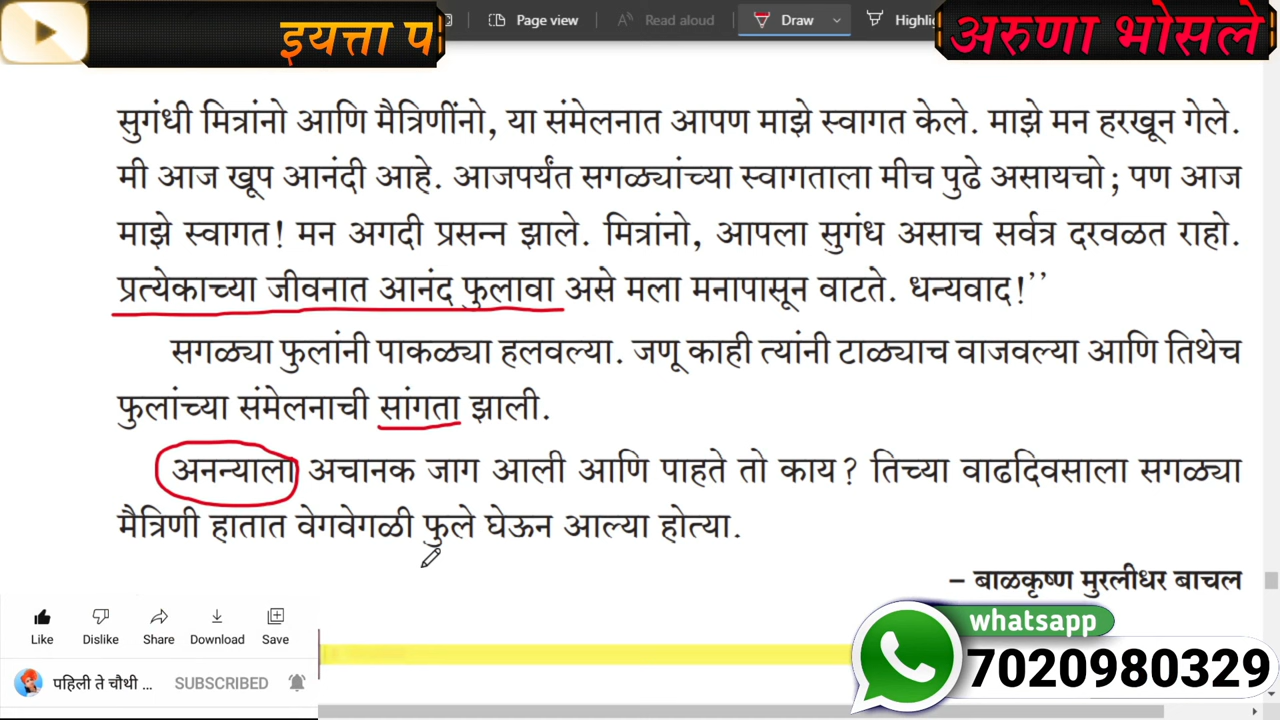 इयत्ता प
Page view
Read aloud
Draw
Highli
अरुणा भोसले
सुगंधी मित्रांनो आणि मैत्रिणींनो, या संमेलनात आपण माझे स्वागत केले. माझे मन हरखून गेले.
मी आज खूप आनंदी आहे. आजपर्यंत सगळ्यांच्या स्वागताला मीच पुढे असायचो; पण आज
माझे स्वागत! मन अगदी प्रसन्न झाले. मित्रांनो, आपला सुगंध असाच सर्वत्र दरवळत राहो.
प्रत्येकाच्या जीवनात आनंद फुलावा असे मला मनापासून वाटते. धन्यवाद!’’
सगळ्या फुलांनी पाकळ्या हलवल्या. जणू काही त्यांनी टाळ्याच वाजवल्या आणि तिथेच
फुलांच्या संमेलनाची सांगता झाली.
अनन्याला अचानक जाग आली आणि पाहते तो काय? तिच्या वाढदिवसाला सगळ्या
मैत्रिणी हातात वेगवेगळी फुले घेऊन आल्या होत्या.
– बाळकृष्ण मुरलीधर बाचल
Like
Dislike
Share
Download
Save
पहिली ते चौथी ...
SUBSCRIBED
whatsapp
7020980329